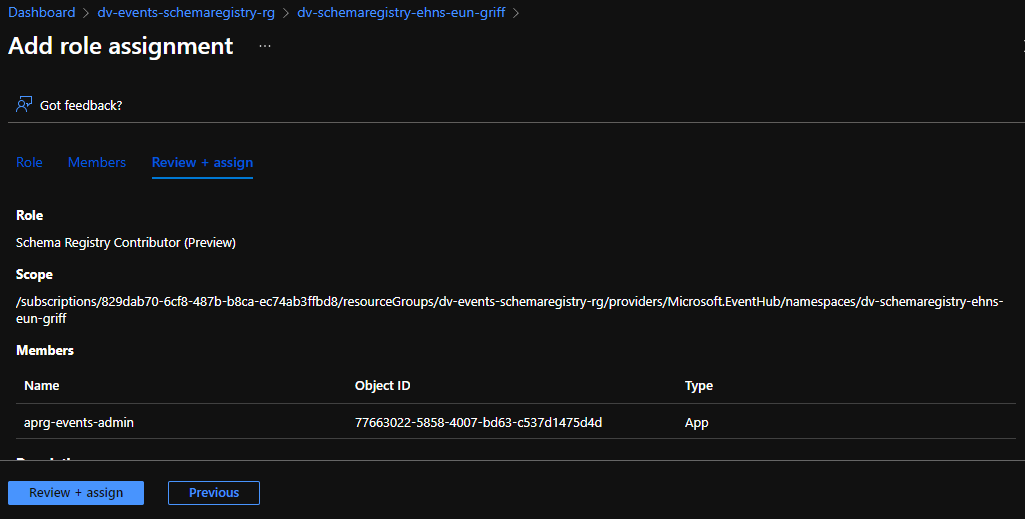 Dashboard > dv-events-schemaregistry-rg > dv-schemaregistry-ehns-eun-griff >
Add role assignment ...
Got feedback?
Role Members Review + assign
Role
Schema Registry Contributor (Preview)
Scope
/subscriptions/829dab70-6cf8-487b-b8ca-ec74ab3ffbd8/resourceGroups/dv-events-schemaregistry-rg/providers/Microsoft.EventHub/namespaces/dv-schemaregistry-ehns-
eun-griff
Members
Name Object ID Type
aprg-events-admin 77663022-5858-4007-bd63-c537d1475d4d App
Review + assign Previous